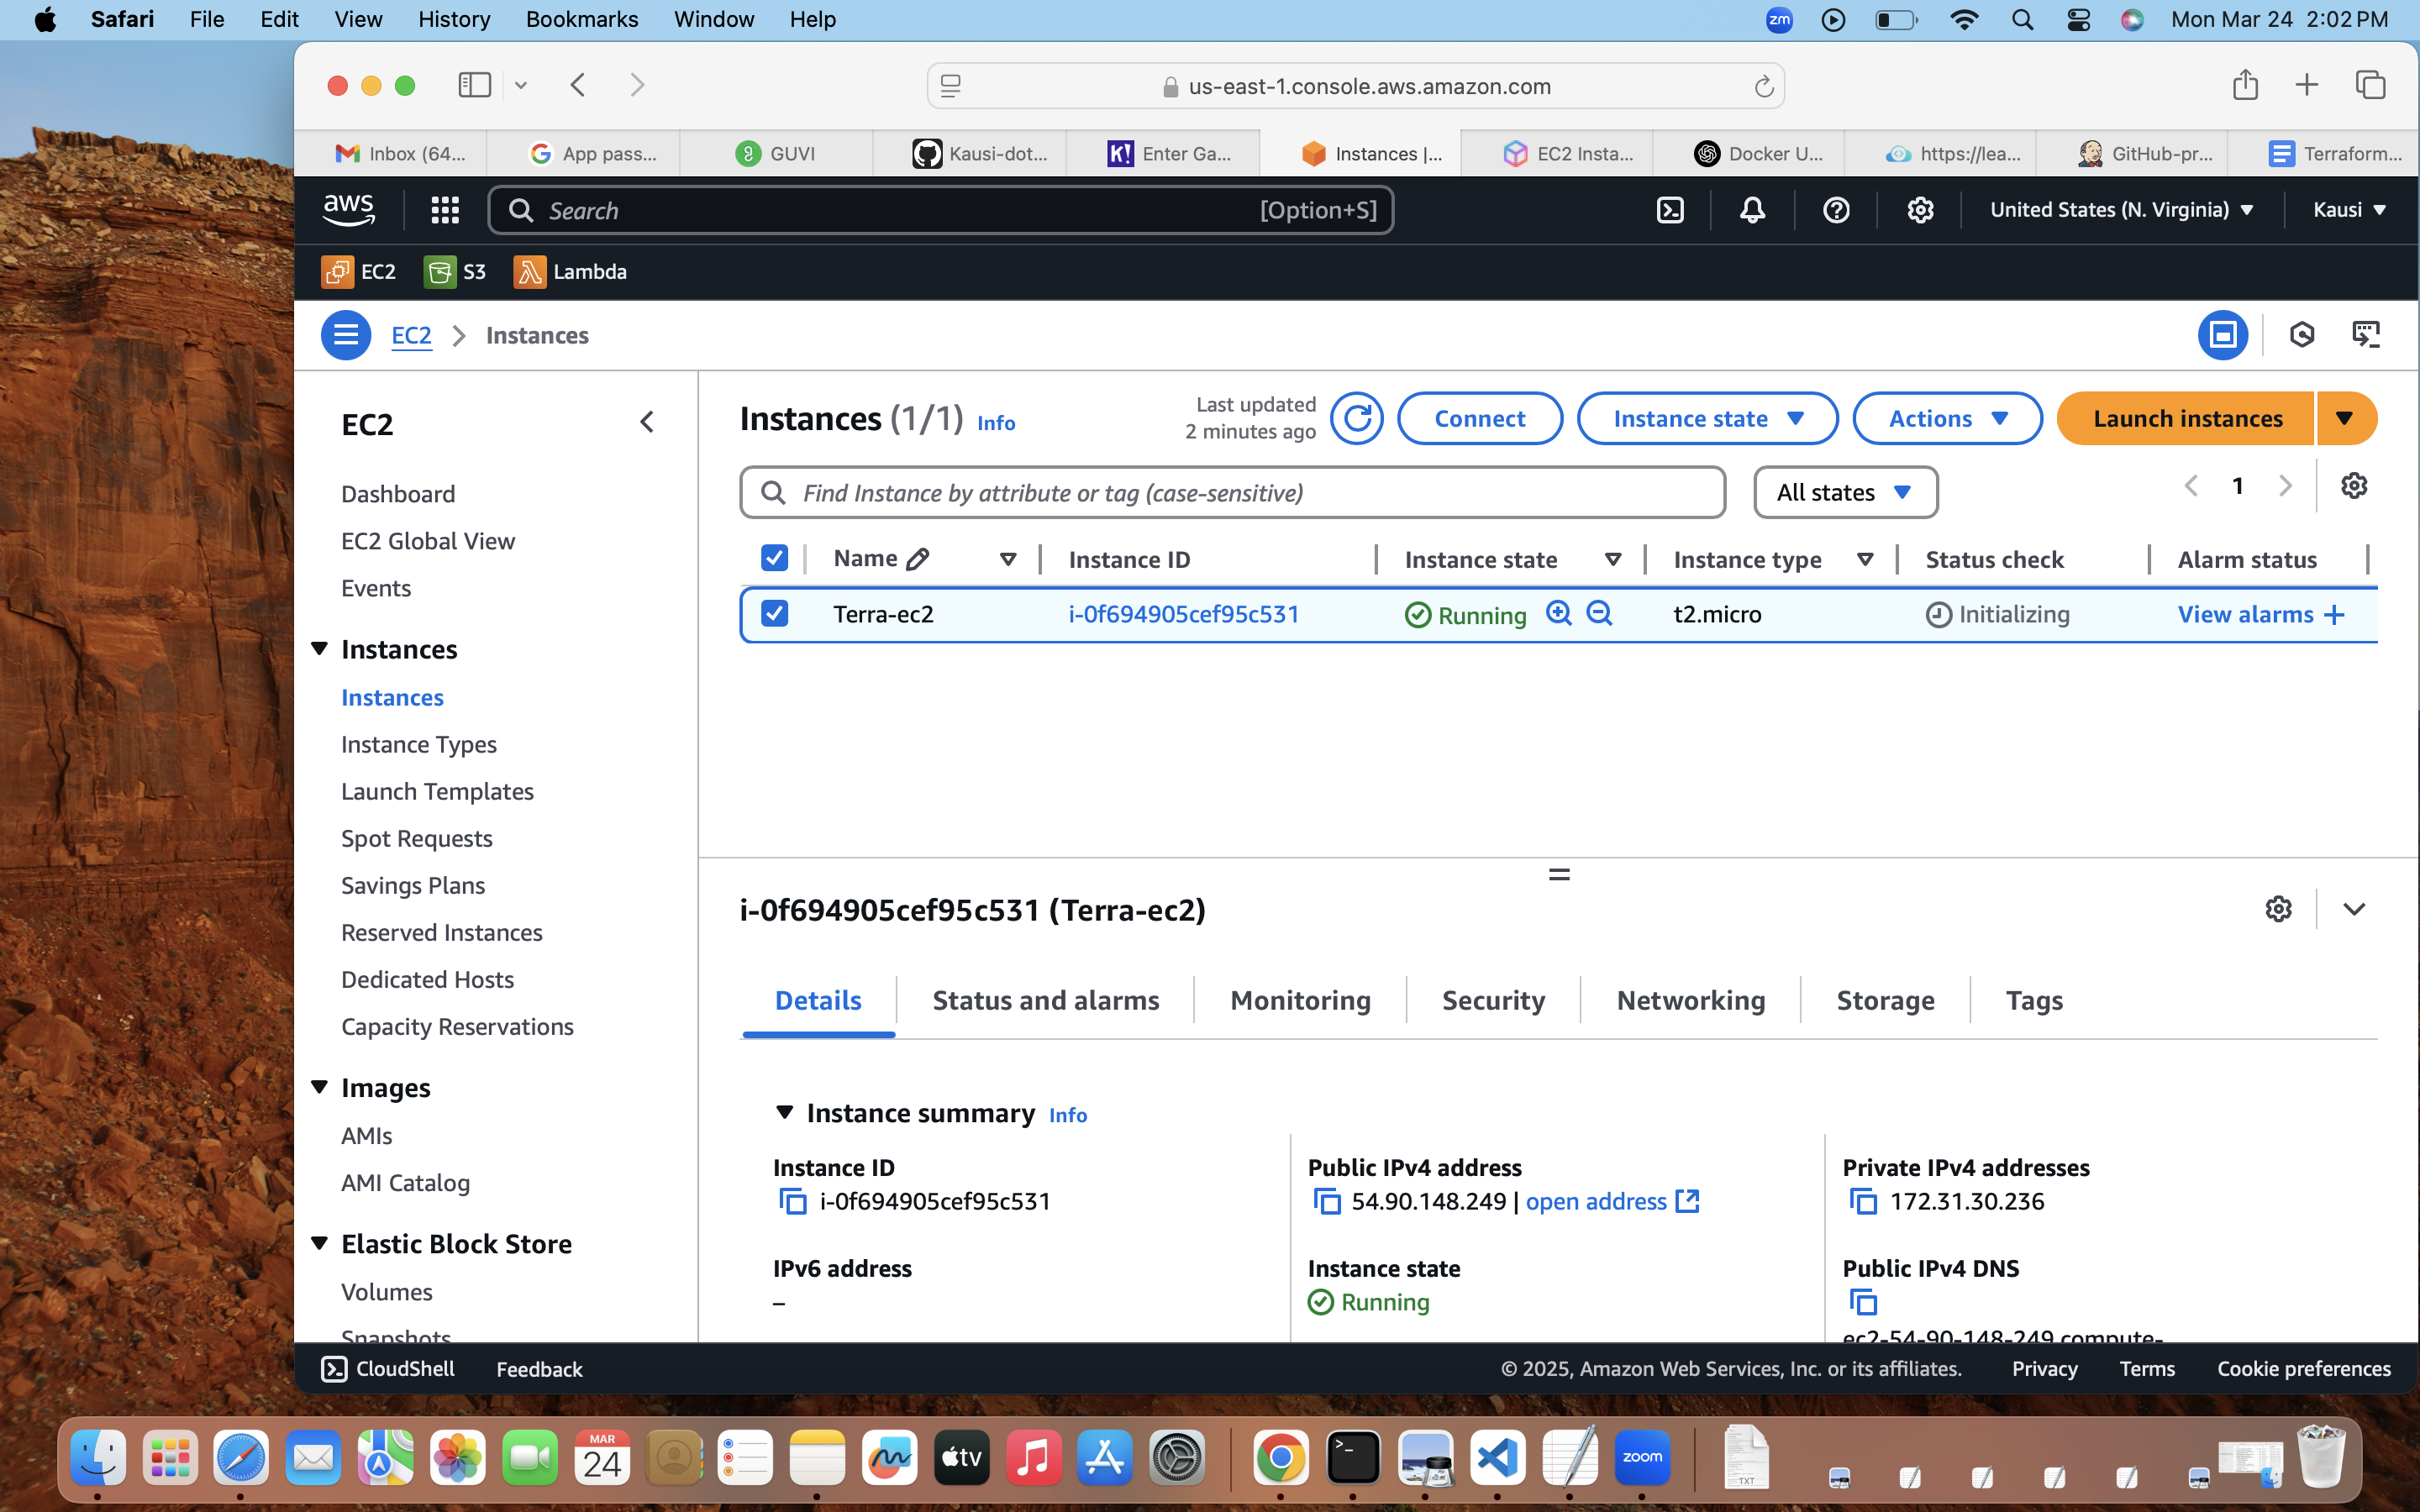 Safari File Edit View History Bookmarks Window Help zm Mon Mar 24 2:02 PM
us-east-1.console.aws.amazon.com
Inbox (64... App pass... GUVI Kausi-dot... K! Enter Ga... Instances |... EC2 Insta... Docker U... https://lea... GitHub-pr... Terraform...
aws Search [Option+S] United States (N. Virginia) Kausi
EC2 S3 Lambda
EC2 Instances
EC2
Dashboard
EC2 Global View
Events
Instances
Instances
Instance Types
Launch Templates
Spot Requests
Savings Plans
Reserved Instances
Dedicated Hosts
Capacity Reservations
Images
AMIs
AMI Catalog
Elastic Block Store
Volumes
Snapshots
Instances (1/1) Info
Last updated
2 minutes ago
Connect Instance state Actions Launch instances
Find Instance by attribute or tag (case-sensitive) All states 1
Name Instance ID Instance state Instance type Status check Alarm status
Terra-ec2 i-0f694905cef95c531 Running t2.micro Initializing View alarms +
i-0f694905cef95c531 (Terra-ec2)
Details Status and alarms Monitoring Security Networking Storage Tags
Instance summary Info
Instance ID
i-0f694905cef95c531
Public IPv4 address
54.90.148.249 | open address
Private IPv4 addresses
172.31.30.236
IPv6 address
–
Instance state
Running
Public IPv4 DNS
ec2-54-90-148-249.compute-
CloudShell Feedback © 2025, Amazon Web Services, Inc. or its affiliates. Privacy Terms Cookie preferences
MAR
24
tv
zoom
TXT